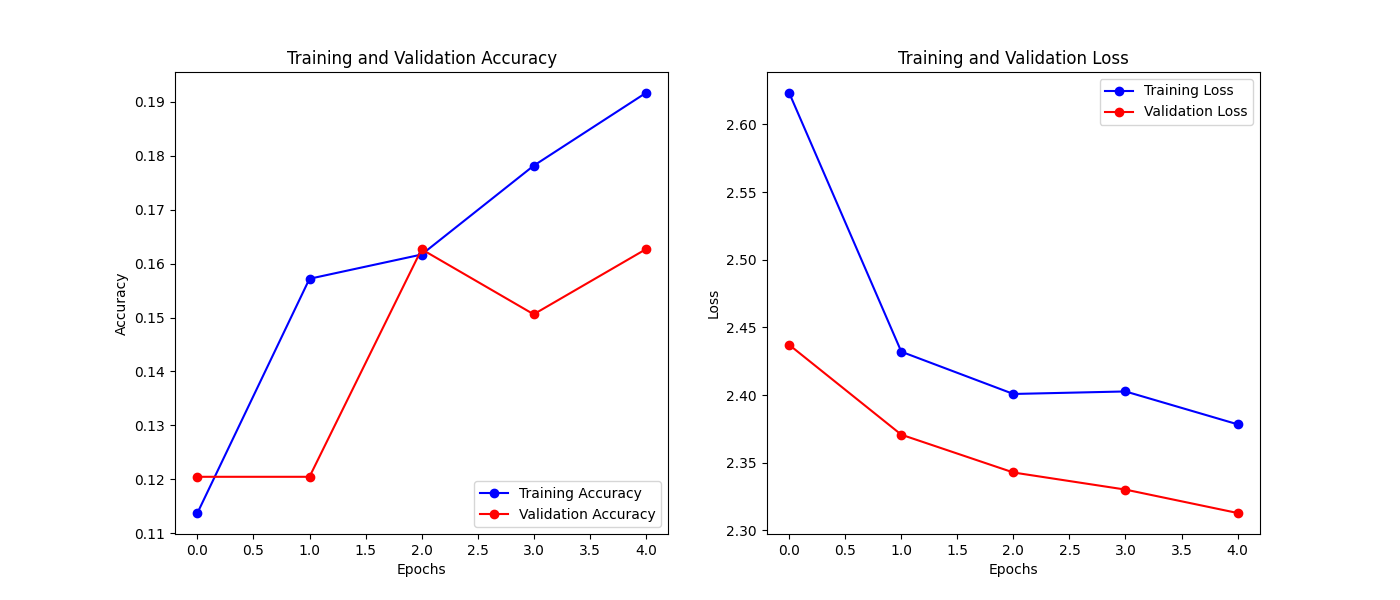 Training and Validation Accuracy
0.19
0.18
0.17
0.16
0.15
0.14
0.13
0.12
0.11
Accuracy
Training Accuracy
Validation Accuracy
0.0 0.5 1.0 1.5 2.0 2.5 3.0 3.5 4.0
Epochs
Training and Validation Loss
Training Loss
Validation Loss
2.60
2.55
2.50
2.45
2.40
2.35
2.30
Loss
0.0 0.5 1.0 1.5 2.0 2.5 3.0 3.5 4.0
Epochs